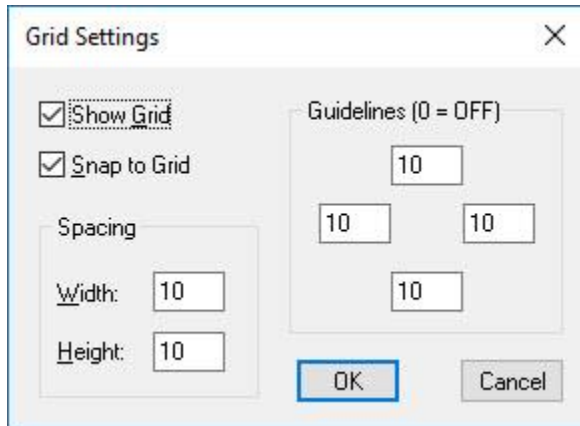 Grid Settings
Show Grid
Snap to Grid
Spacing
Width: 10
Height: 10
Guidelines (0 = OFF)
10
10 10
10
OK Cancel